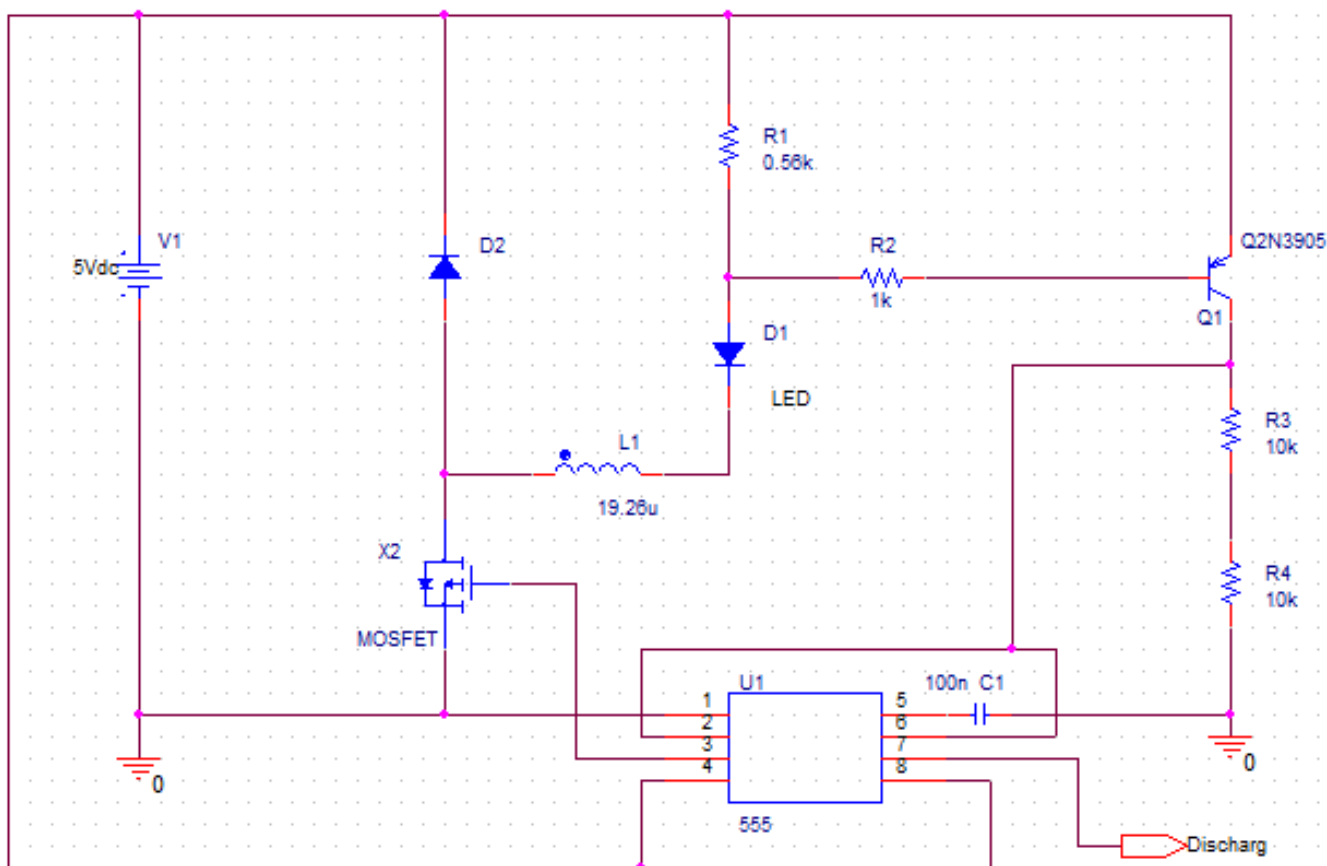 V1
5Vdc
D2
R1
0.56k
R2
1k
Q2N3905
Q1
D1
LED
L1
19.26u
R3
10k
R4
10k
X2
MOSFET
U1
100n C1
1
2
3
4
5
6
7
8
555
0
0
Discharg